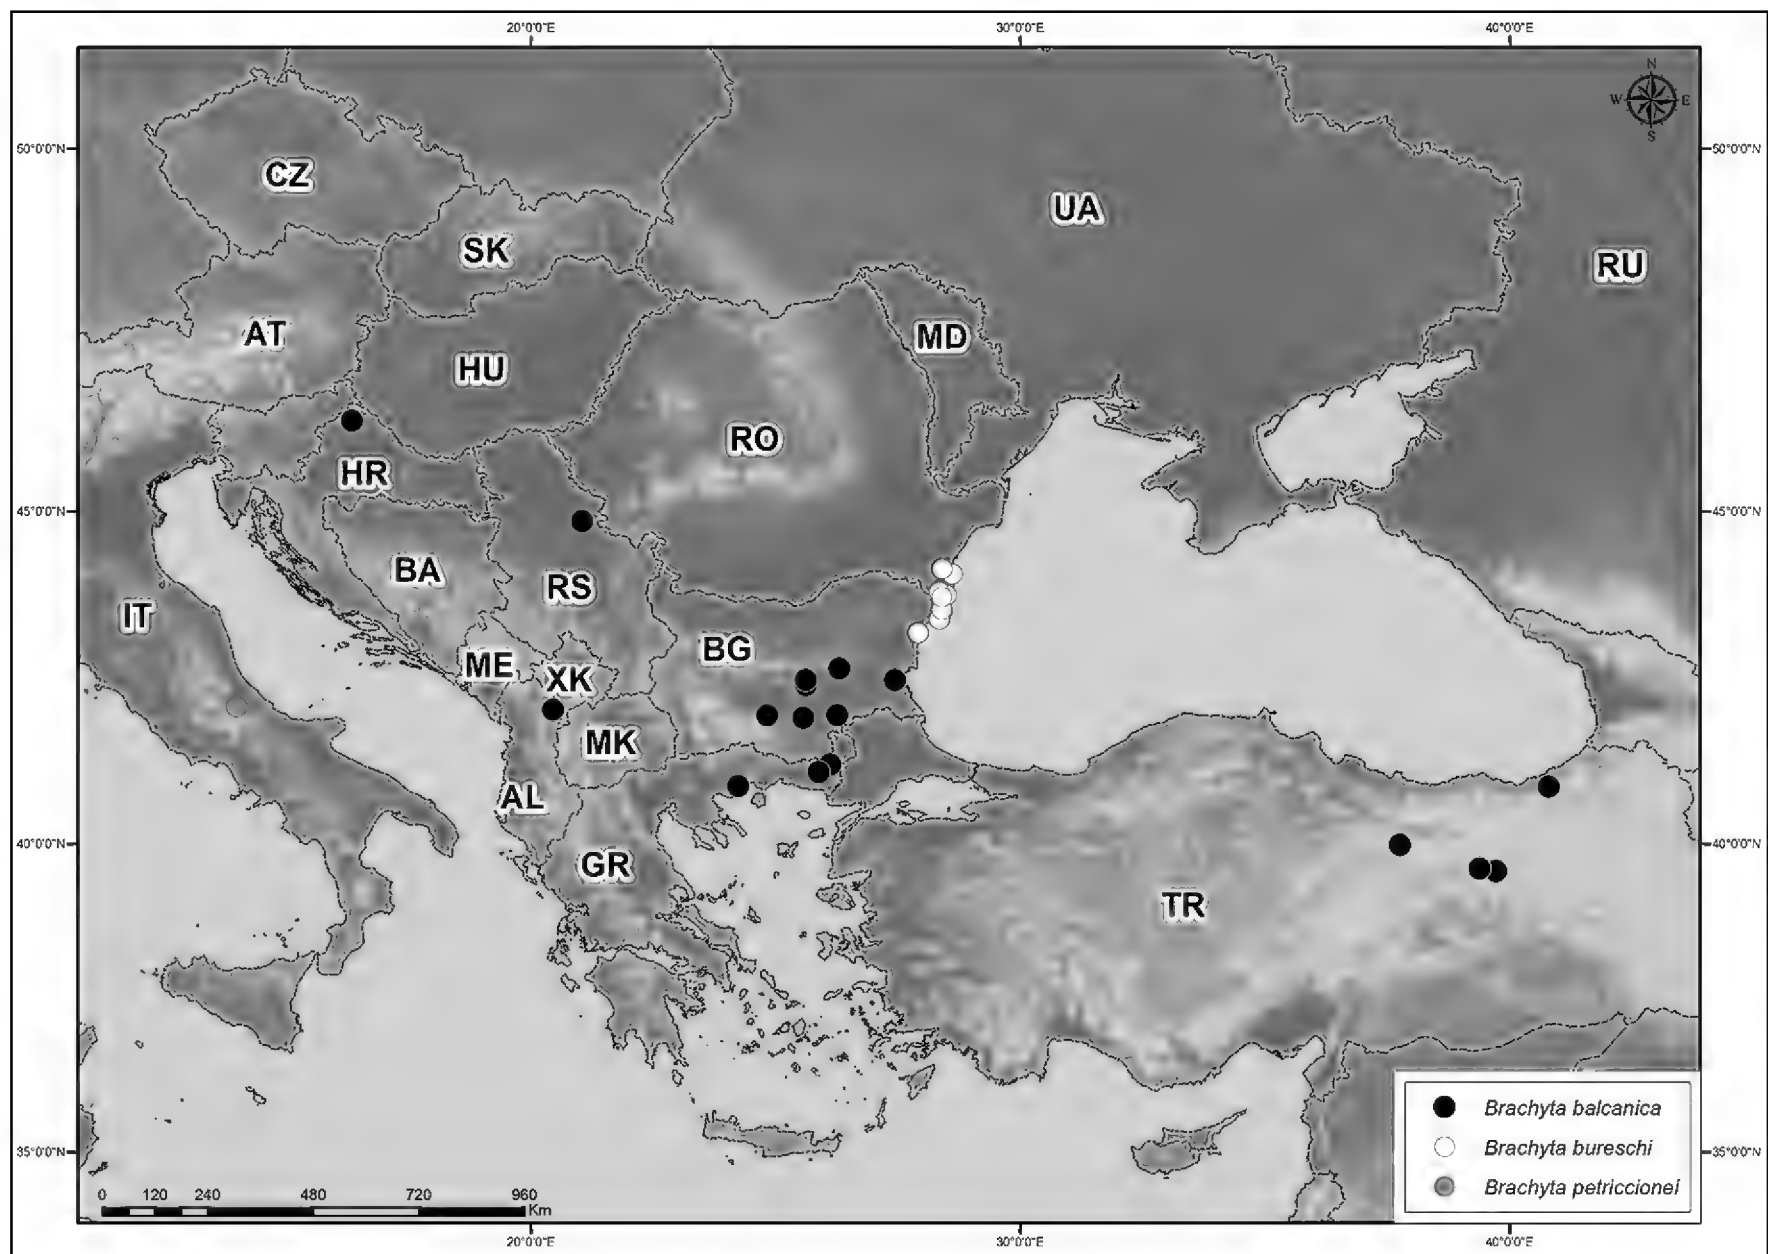 20°0'0"E 30°0'0"E 40°0'0"E
N
W E
S
50°0'0"N 50°0'0"N
CZ
UA
SK
RU
AT
MD
HU
RO
HR
45°0'0"N 45°0'0"N
BA
RS
IT
BG
ME
XK
MK
AL
40°0'0"N 40°0'0"N
GR
TR
Brachyta balcanica
Brachyta bureschi
35°0'0"N 35°0'0"N
Brachyta petriccionei
0 120 240 480 720 960
Km
20°0'0"E 30°0'0"E 40°0'0"E